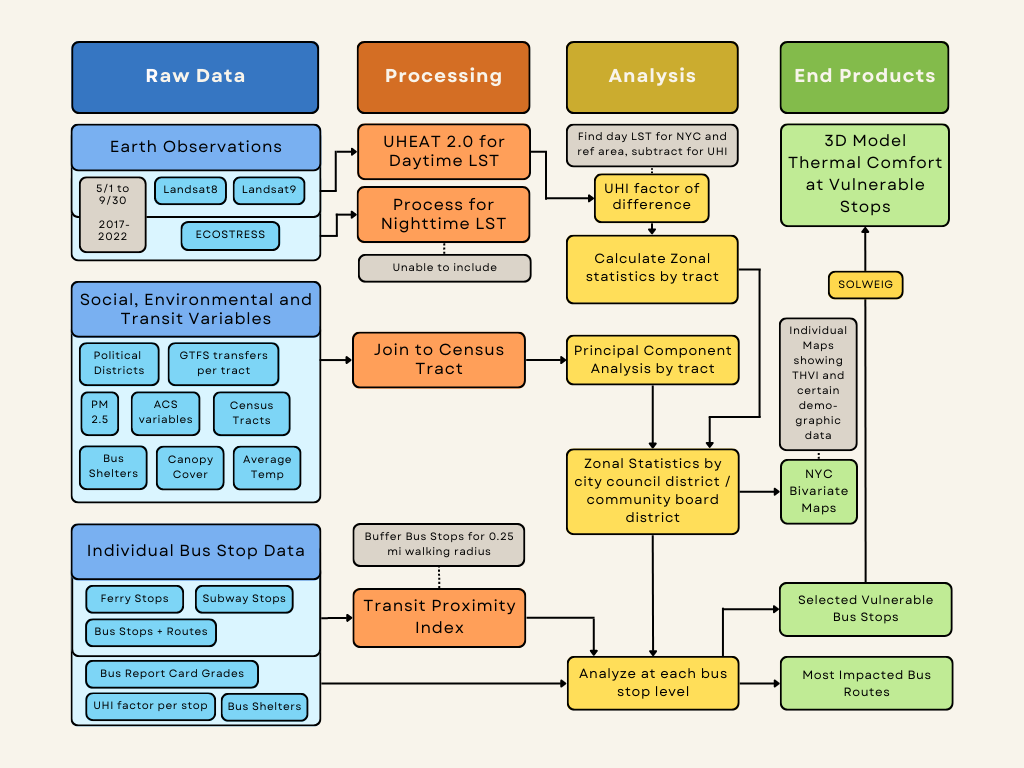 Raw Data
Processing
Analysis
End Products
Earth Observations
5/1 to
9/30
2017-
2022
Landsat8
Landsat9
ECOSTRESS
UHEAT 2.0 for
Daytime LST
Process for
Nighttime LST
Unable to include
Find day LST for NYC and
ref area, subtract for UHI
UHI factor of
difference
Calculate Zonal
statistics by tract
3D Model
Thermal Comfort
at Vulnerable
Stops
SOLWEIG
Social, Environmental and
Transit Variables
Political
Districts
GTFS transfers
per tract
PM
2.5
ACS
variables
Census
Tracts
Bus
Shelters
Canopy
Cover
Average
Temp
Join to Census
Tract
Principal Component
Analysis by tract
Individual
Maps
showing
THVI and
certain
demo-
graphic
data
Zonal Statistics by
city council district /
community board
district
NYC
Bivariate
Maps
Individual Bus Stop Data
Ferry Stops
Subway Stops
Bus Stops + Routes
Bus Report Card Grades
UHI factor per stop
Bus Shelters
Buffer Bus Stops for 0.25
mi walking radius
Transit Proximity
Index
Analyze at each bus
stop level
Selected Vulnerable
Bus Stops
Most Impacted Bus
Routes